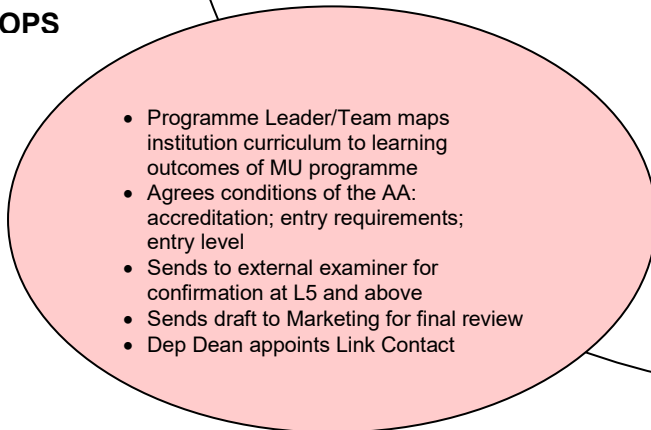 OPS
• Programme Leader/Team maps
institution curriculum to learning
outcomes of MU programme
• Agrees conditions of the AA:
accreditation; entry requirements;
entry level
• Sends to external examiner for
confirmation at L5 and above
• Sends draft to Marketing for final review
• Dep Dean appoints Link Contact